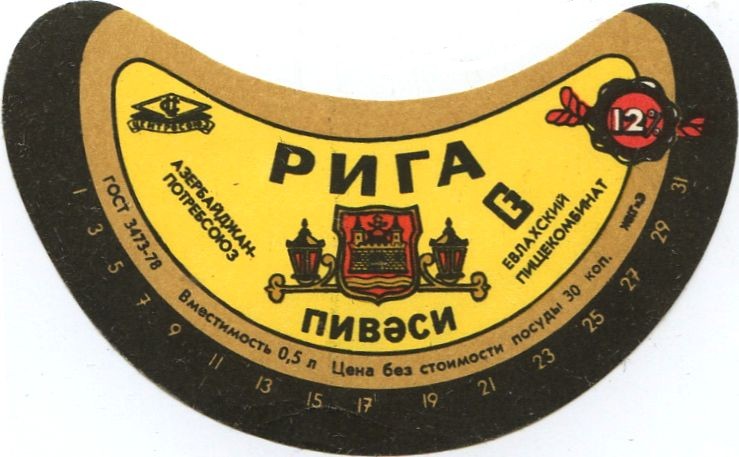 ЦЕНТРОСОЮЗ
12%
РИГА
АЗЕРБАЙДЖАН-
ПОТРЕБСОЮЗ
ЕВЛАХСКИЙ
ПИЩЕКОМБИНАТ
ПИВӘСИ
ГОСТ 3473-78 Вместимость 0,5 л Цена без стоимости посуды 30 коп.
1 3 5 7 9 11 13 15 17 19 21 23 25 27 29 31